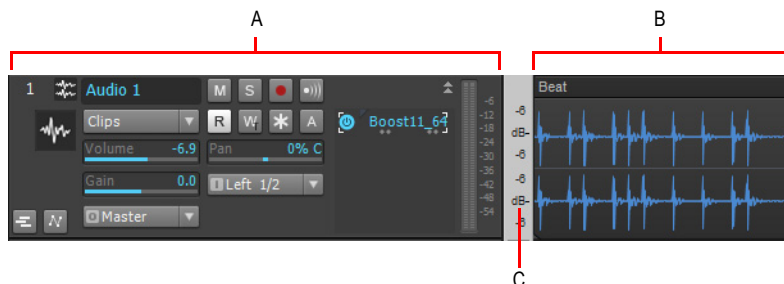 A
B
1 Audio 1 M S
Clips R W A
Boost11_64
Volume -6.9 Pan 0% C
Gain 0.0 I Left 1/2
O Master
-6
-12
-18
-24
-30
-36
-42
-48
-54
-6
dB-
-6
-6
dB-
-6
Beat
C